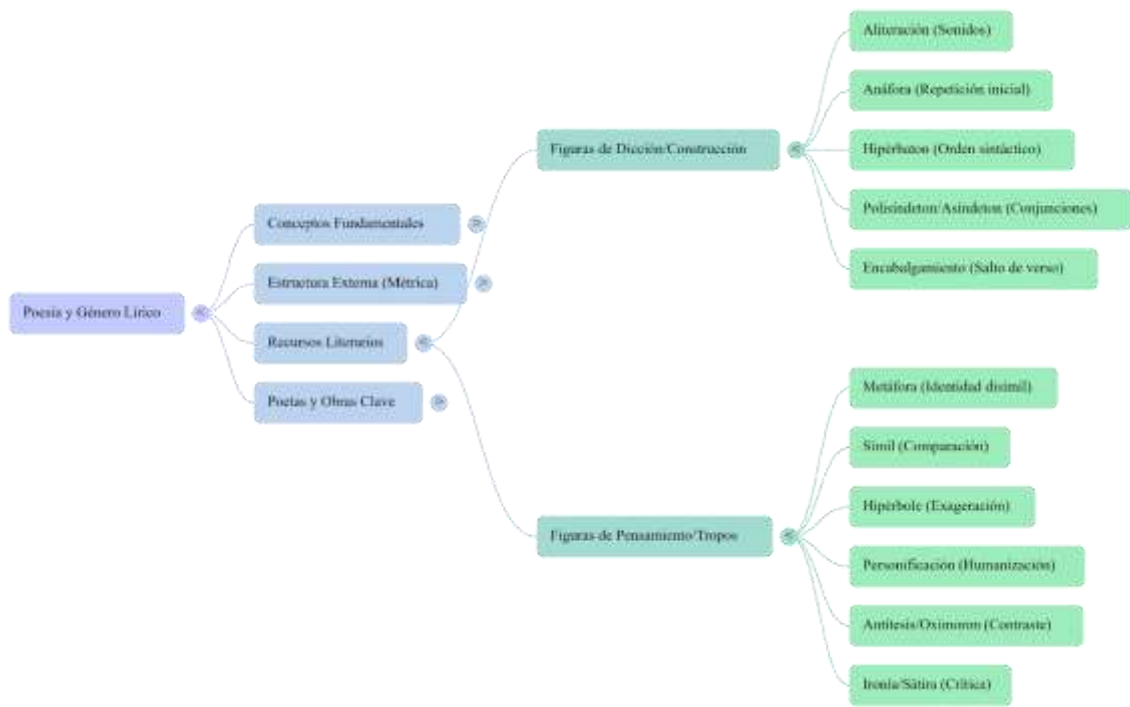 Poesía y Género Lírico
Conceptos Fundamentales
Estructura Externa (Métrica)
Recursos Literarios
Poetas y Obras Clave
Figuras de Dicción/Construcción
Aliteración (Sonidos)
Anáfora (Repetición inicial)
Hipérbaton (Orden sintáctico)
Polisíndeton/Asíndeton (Conjunciones)
Encabalgamiento (Salto de verso)
Figuras de Pensamiento/Tropos
Metáfora (Identidad disímil)
Símil (Comparación)
Hipérbole (Exageración)
Personificación (Humanización)
Antítesis/Oxímoron (Contraste)
Ironía/Sátira (Crítica)